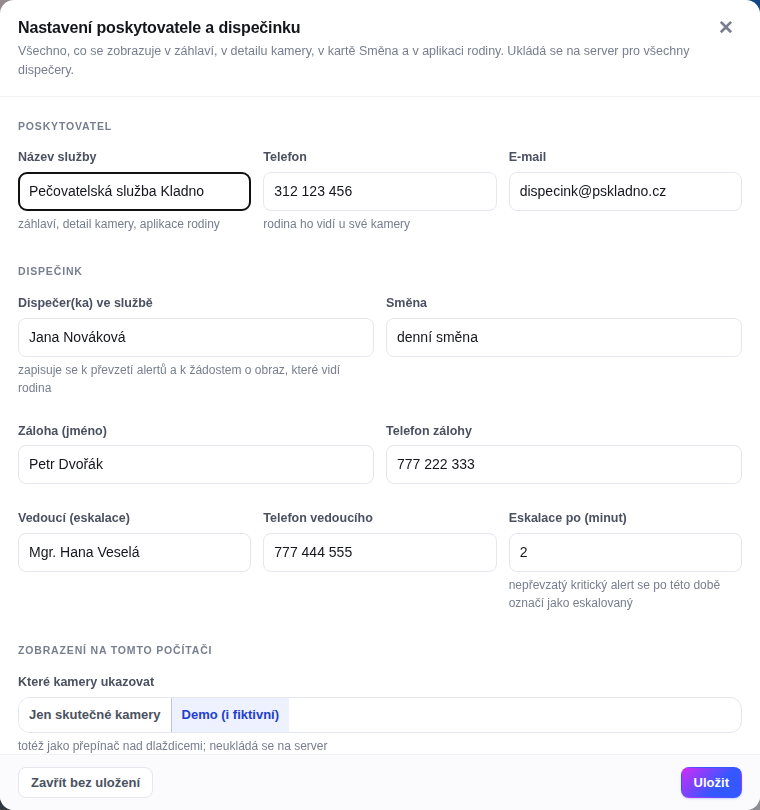 Nastavení poskytovatele a dispečinku
Všechno, co se zobrazuje v záhlaví, v detailu kamery, v kartě Směna a v aplikaci rodiny. Ukládá se na server pro všechny
dispečery.
POSKYTOVATEL
Název služby
Telefon
E-mail
Pečovatelská služba Kladno
312 123 456
dispecink@pskladno.cz
záhlaví, detail kamery, aplikace rodiny
rodina ho vidí u své kamery
DISPEČINK
Dispečer(ka) ve službě
Směna
Jana Nováková
denní směna
zapisuje se k převzetí alertů a k žádostem o obraz, které vidí
rodina
Záloha (jméno)
Telefon zálohy
Petr Dvořák
777 222 333
Vedoucí (eskalace)
Telefon vedoucího
Eskalace po (minut)
Mgr. Hana Veselá
777 444 555
2
nepřevzatý kritický alert se po této době
označí jako eskalovaný
ZOBRAZENÍ NA TOMTO POČÍTAČI
Které kamery ukazovat
Jen skutečné kamery
Demo (i fiktivní)
totéž jako přepínač nad dlaždicemi; neukládá se na server
Zavřít bez uložení
Uložit